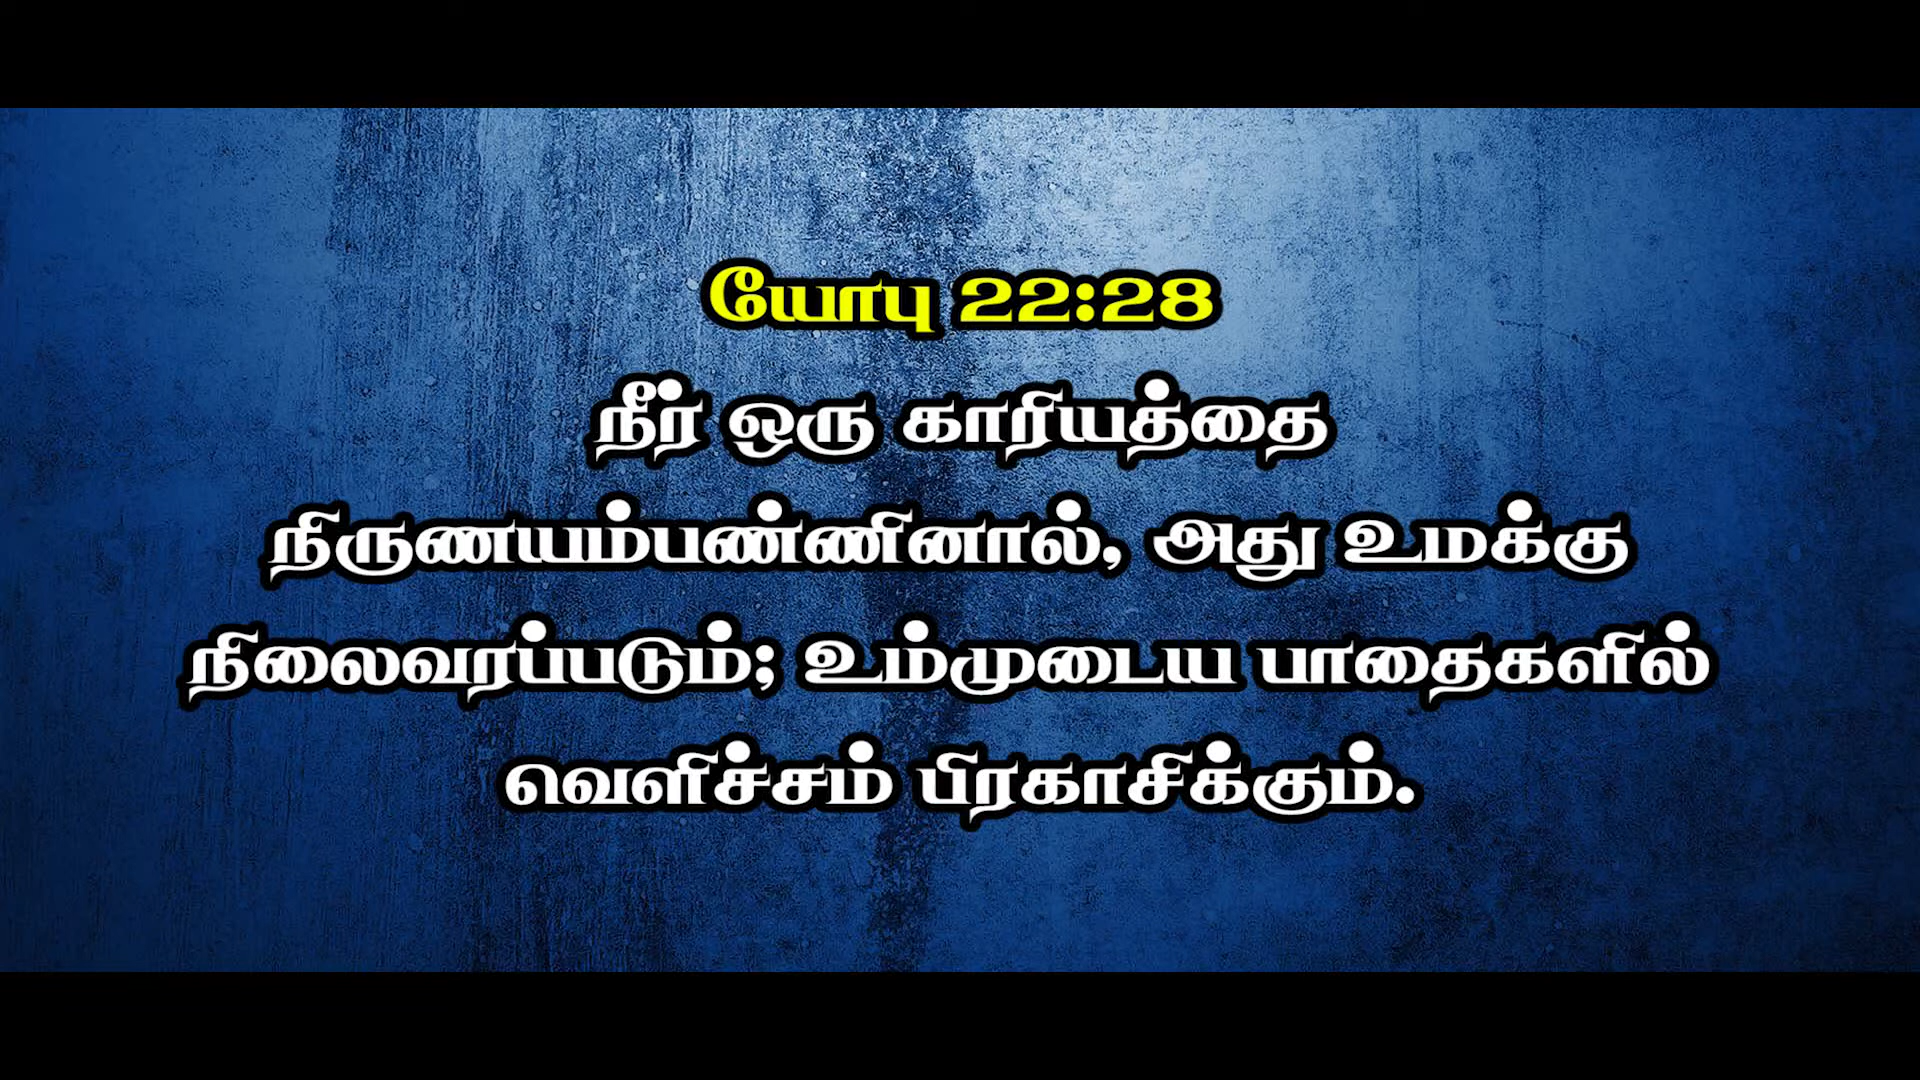 யோபு 22:28
நீர் ஒரு காரியத்தை
நிருணயம்பண்ணினால், அது உமக்கு
நிலைவரப்படும்; உம்முடைய பாதைகளில்
வெளிச்சம் பிரகாசிக்கும்.